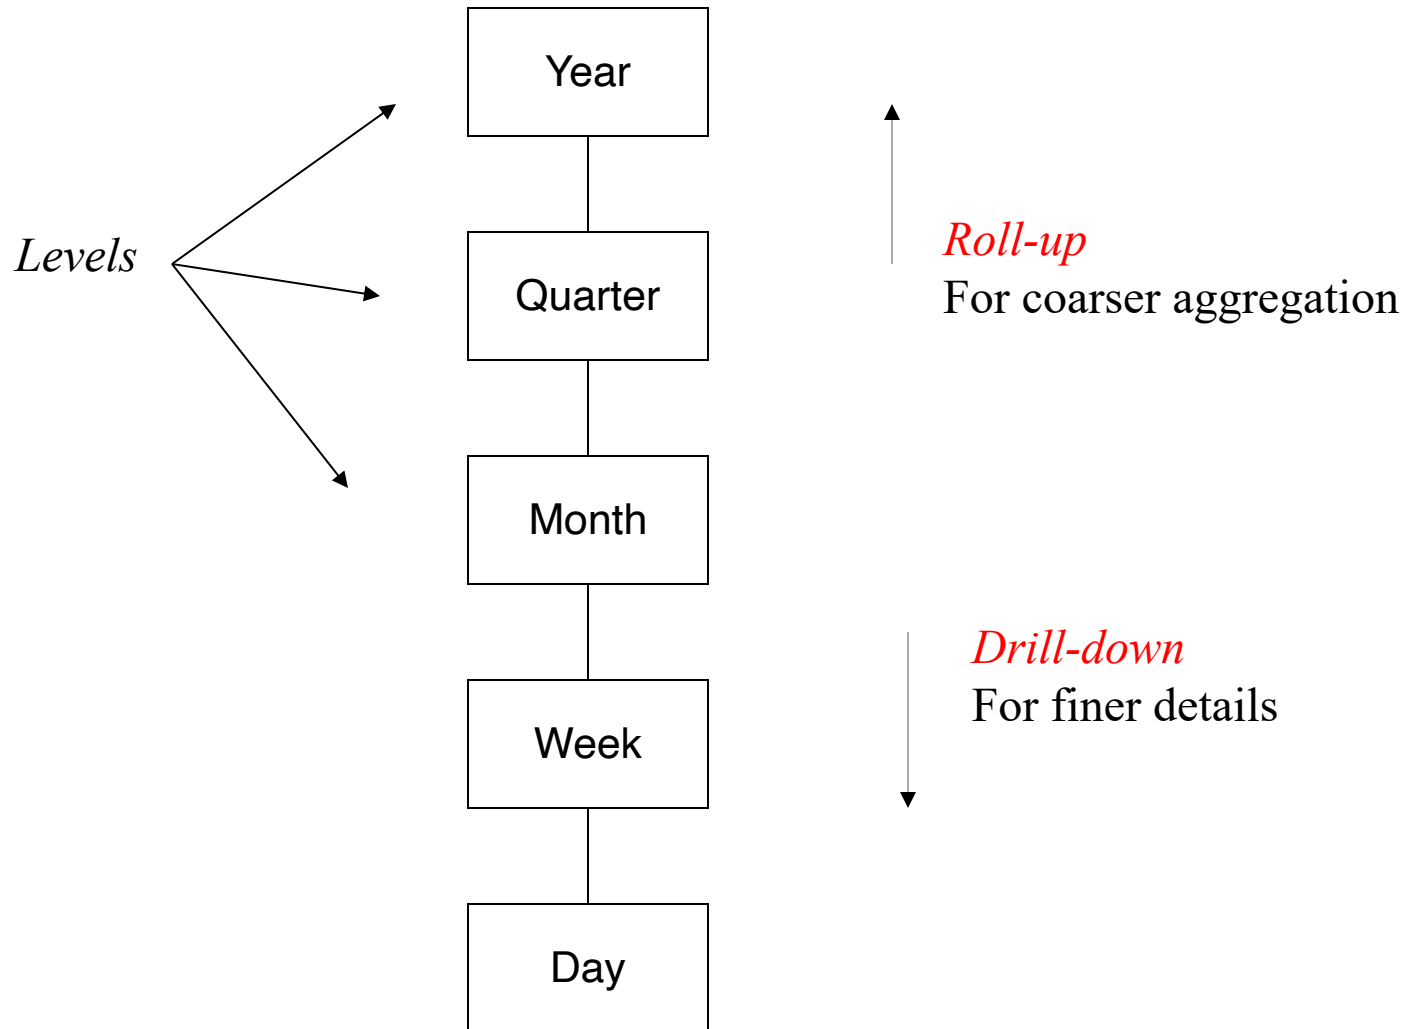 Year
Levels
Quarter
Roll-up
For coarser aggregation
Month
Drill-down
For finer details
Week
Day